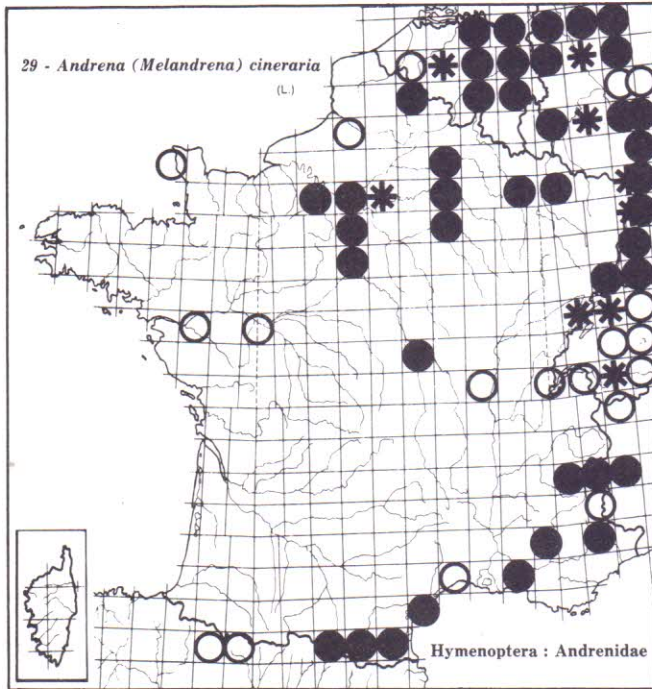 29 - Andrena (Melandrena) cineraria
(L.)
Hymenoptera : Andrenidae